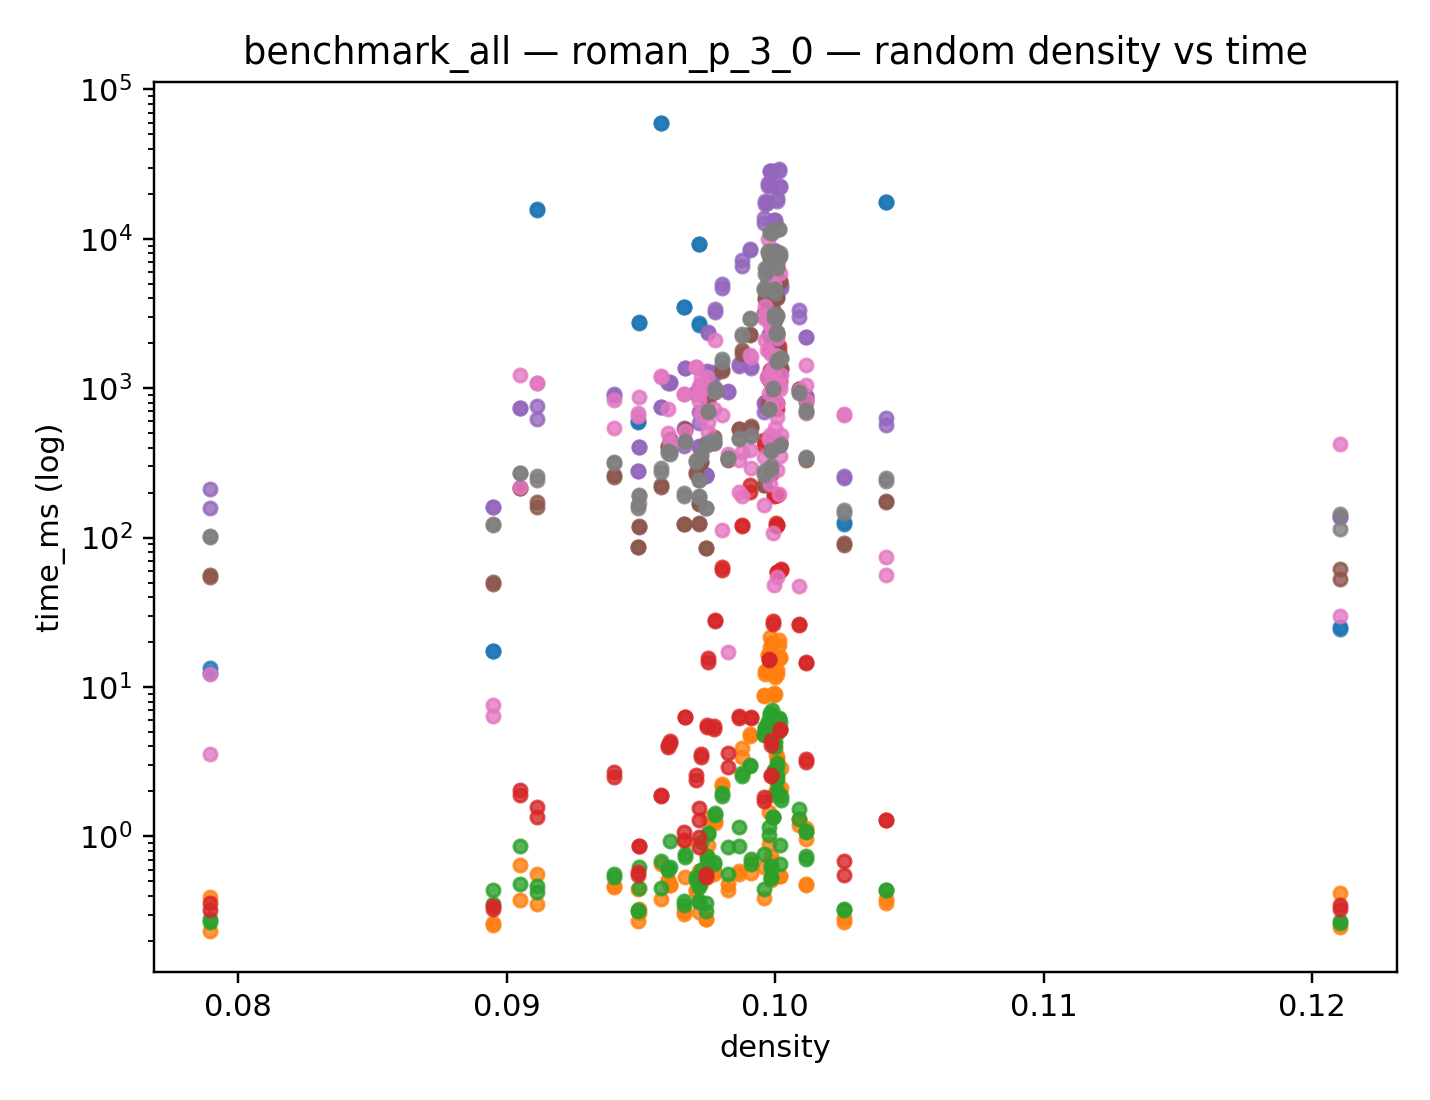 benchmark_all — roman_p_3_0 — random density vs time
10^5
10^4
10^3
10^2
10^1
10^0
time_ms (log)
0.08 0.09 0.10 0.11 0.12
density